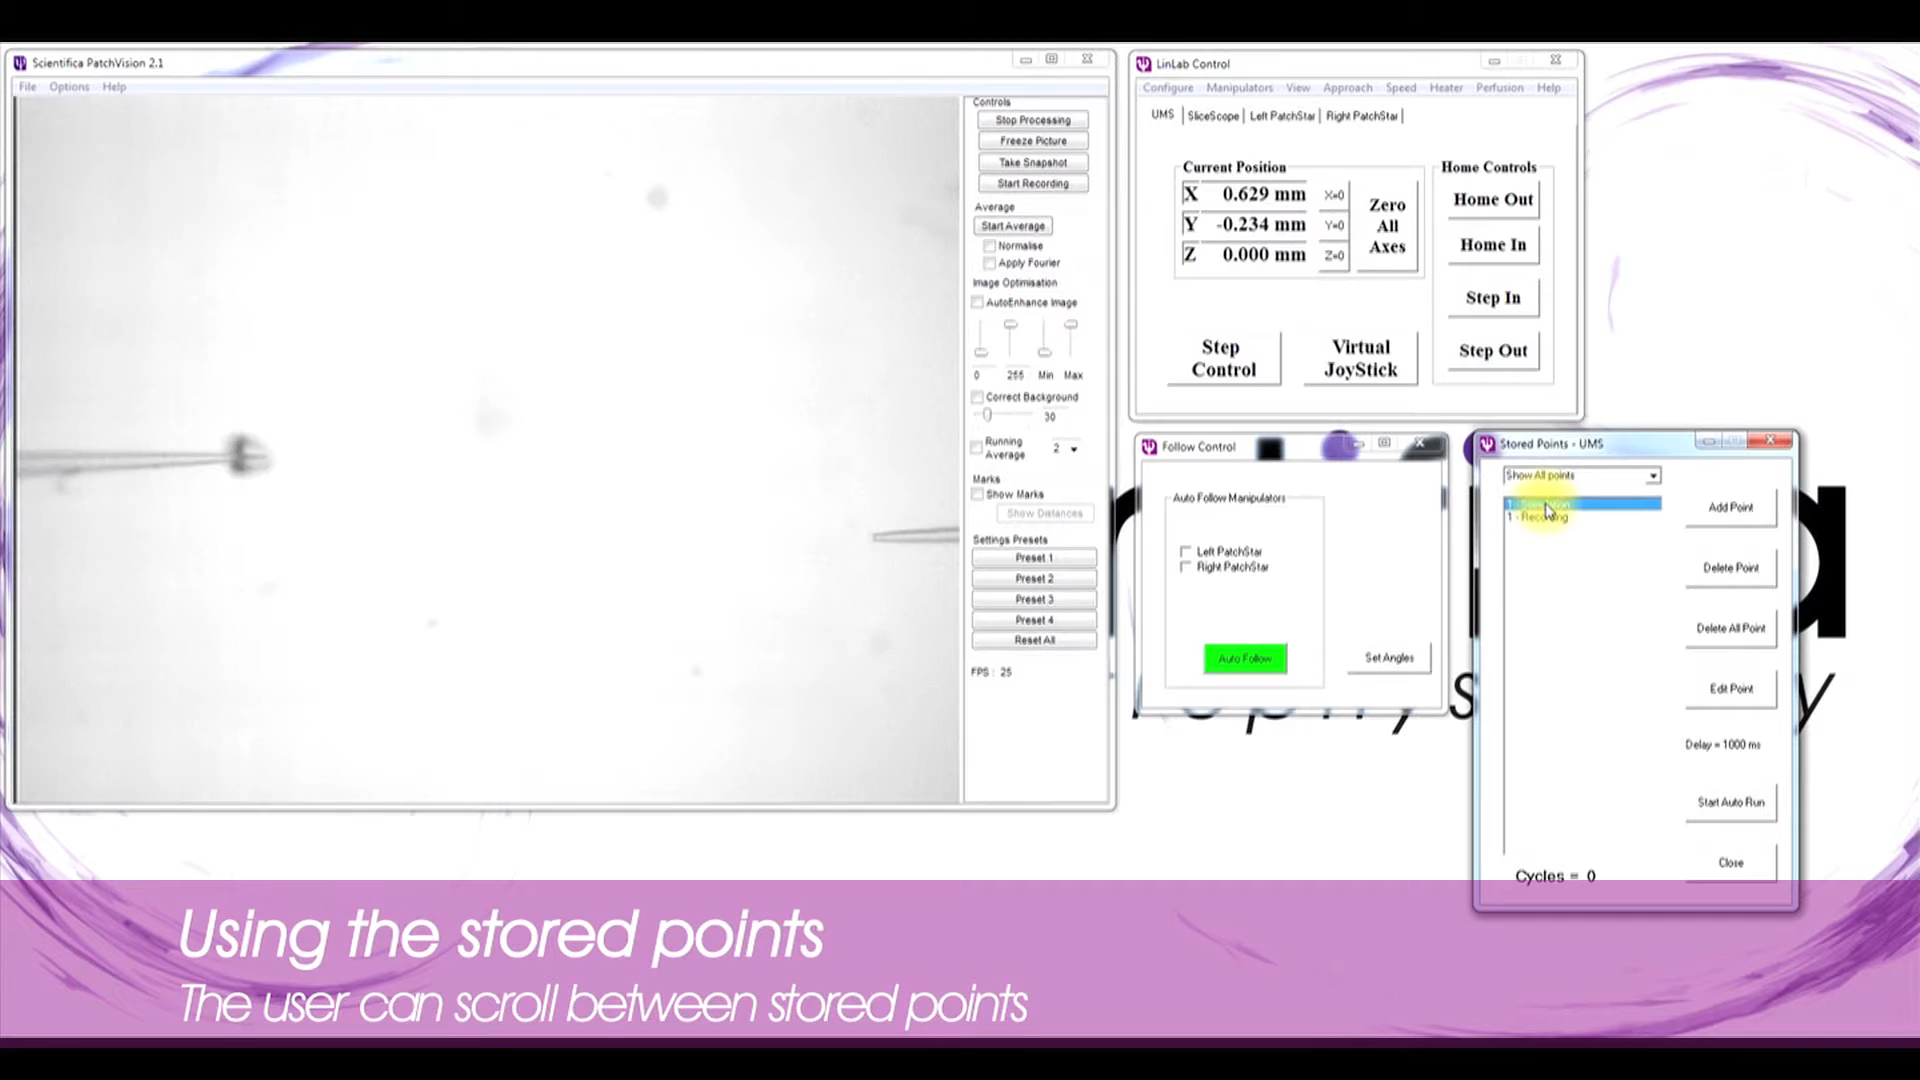 Scientifica PatchVision 2.1
File Options Help
Controls
Stop Processing
Freeze Picture
Take Snapshot
Start Recording
Average
Start Average
Normalise
Apply Fourier
Image Optimisation
AutoEnhance Image
0 255 Min Max
Correct Background
30
Running
Average
2
Marks
Show Marks
Show Distances
Settings Presets
Preset 1
Preset 2
Preset 3
Preset 4
Reset All
FPS : 25
LinLab Control
Configure Manipulators View Approach Speed Heater Perfusion Help
UMS SliceScope Left PatchStar Right PatchStar
Current Position
X 0.629 mm X=0
Y -0.234 mm Y=0
Z 0.000 mm Z=0
Zero
All
Axes
Home Controls
Home Out
Home In
Step In
Step Out
Step
Control
Virtual
JoyStick
Follow Control
Auto Follow Manipulators
Left PatchStar
Right PatchStar
Auto Follow
Set Angles
Stored Points - UMS
Show All points
1 - Recording
Add Point
Delete Point
Delete All Point
Edit Point
Delay = 1000 ms
Start Auto Run
Close
Cycles = 0
Using the stored points
The user can scroll between stored points